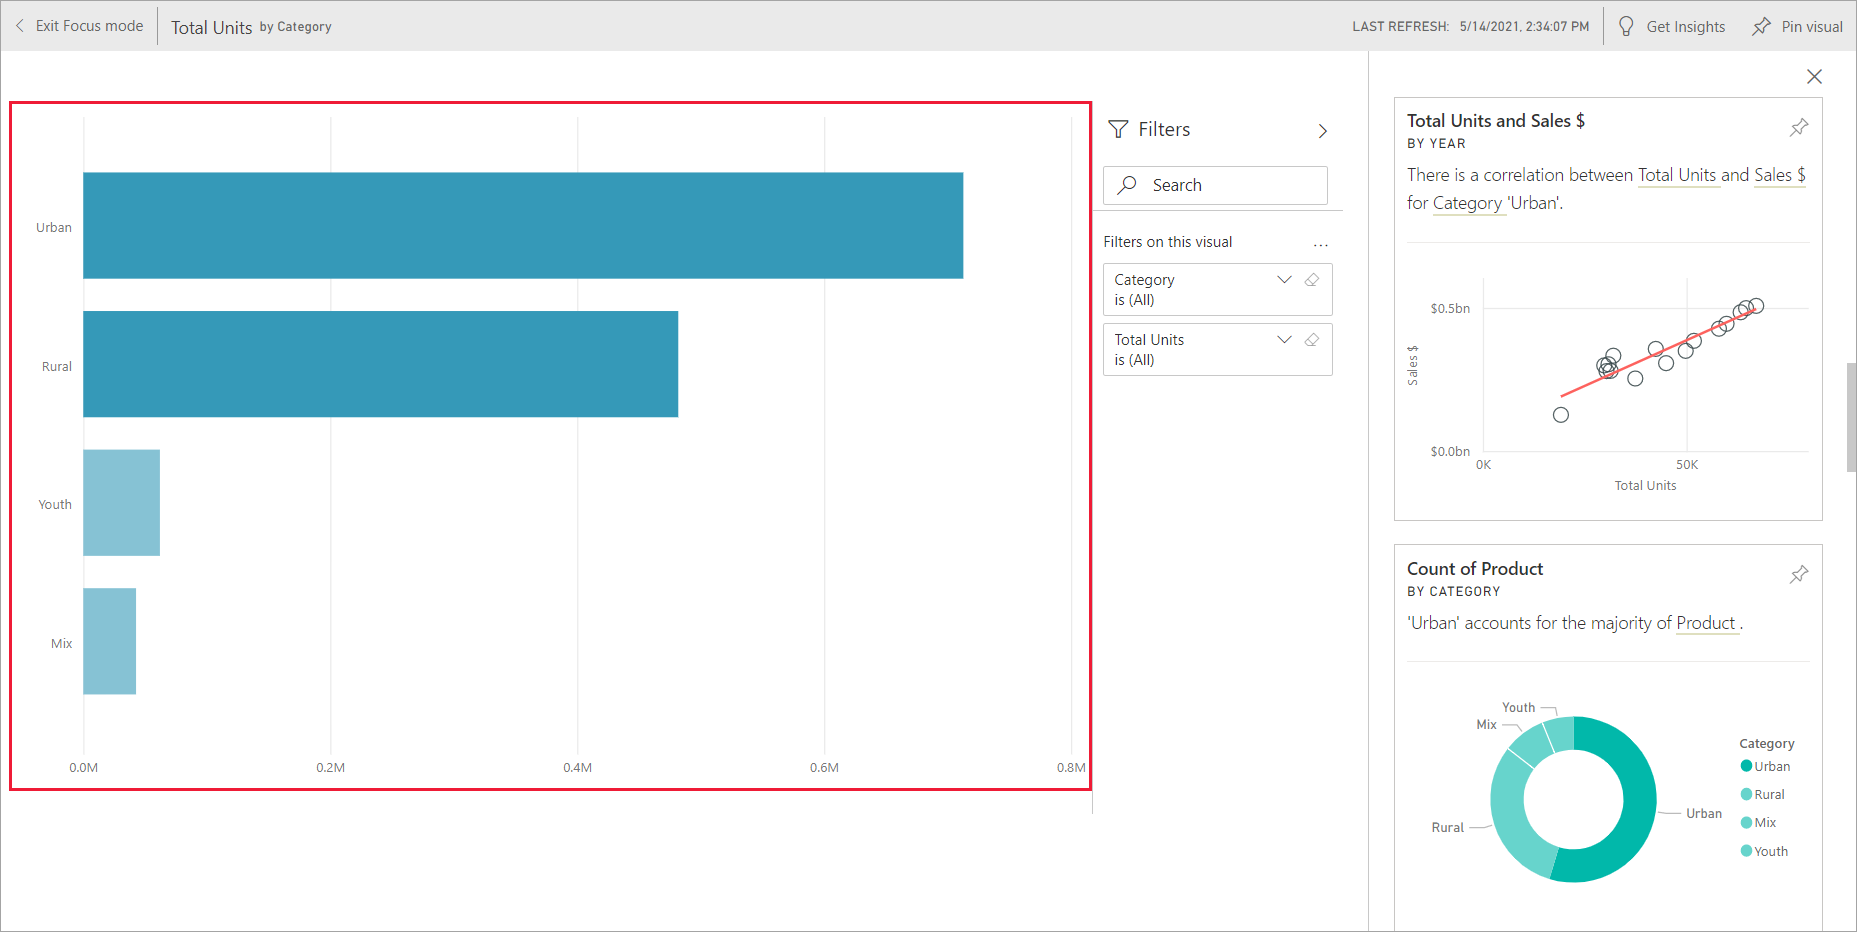 Exit Focus mode
Total Units by Category
LAST REFRESH: 5/14/2021, 2:34:07 PM
Get Insights
Pin visual
Urban
Rural
Youth
Mix
0.0M
0.2M
0.4M
0.6M
0.8M
Filters
Search
Filters on this visual
...
Category
is (All)
Total Units
is (All)
Total Units and Sales $
BY YEAR
There is a correlation between Total Units and Sales $
for Category 'Urban'.
$0.5bn
Sales $
$0.0bn
0K
50K
Total Units
Count of Product
BY CATEGORY
'Urban' accounts for the majority of Product .
Youth
Mix
Rural
Urban
Category
Urban
Rural
Mix
Youth